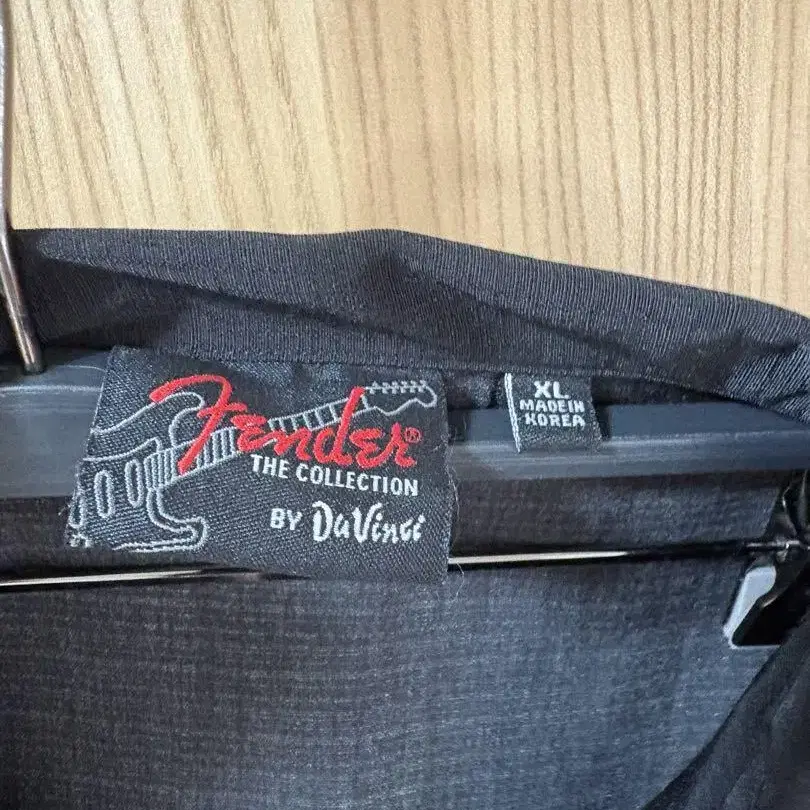 Fender®
THE COLLECTION
BY DaVinci
XL
MADE IN
KOREA